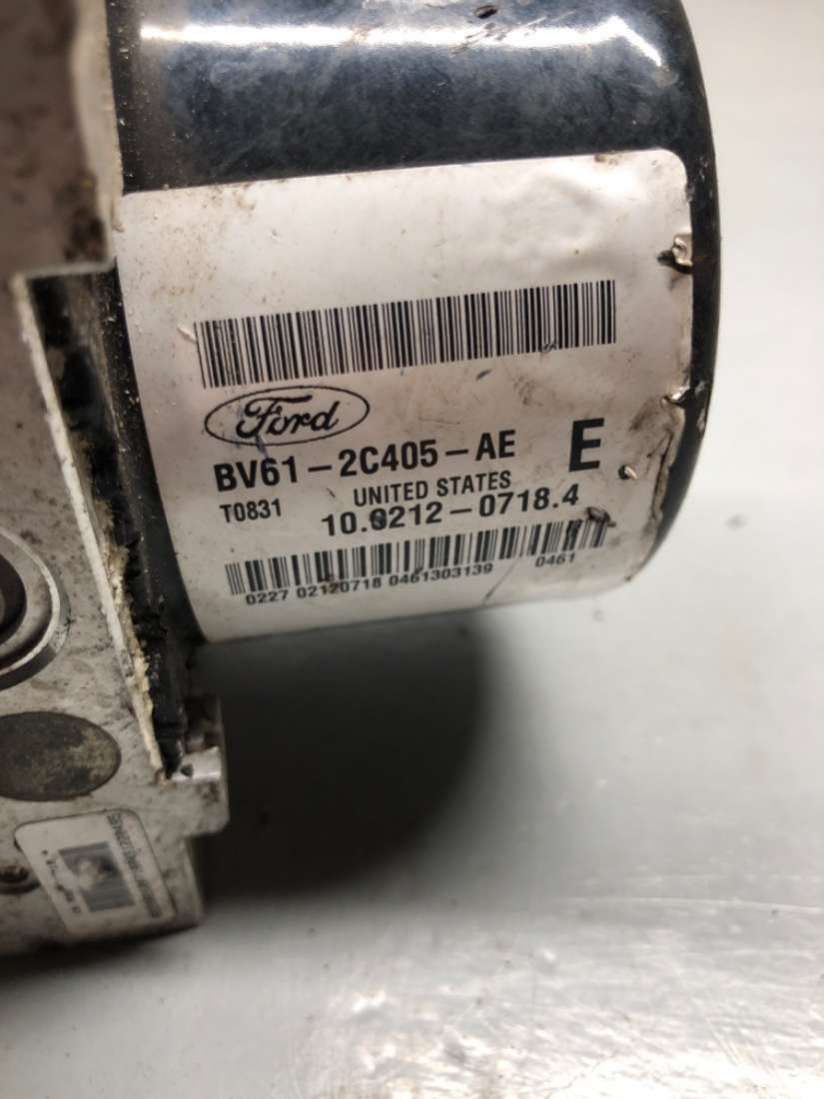 Ford
BV61-2C405-AE E
T0831 UNITED STATES
10.0212-0718.4
0227 02120718 0461303139 0461